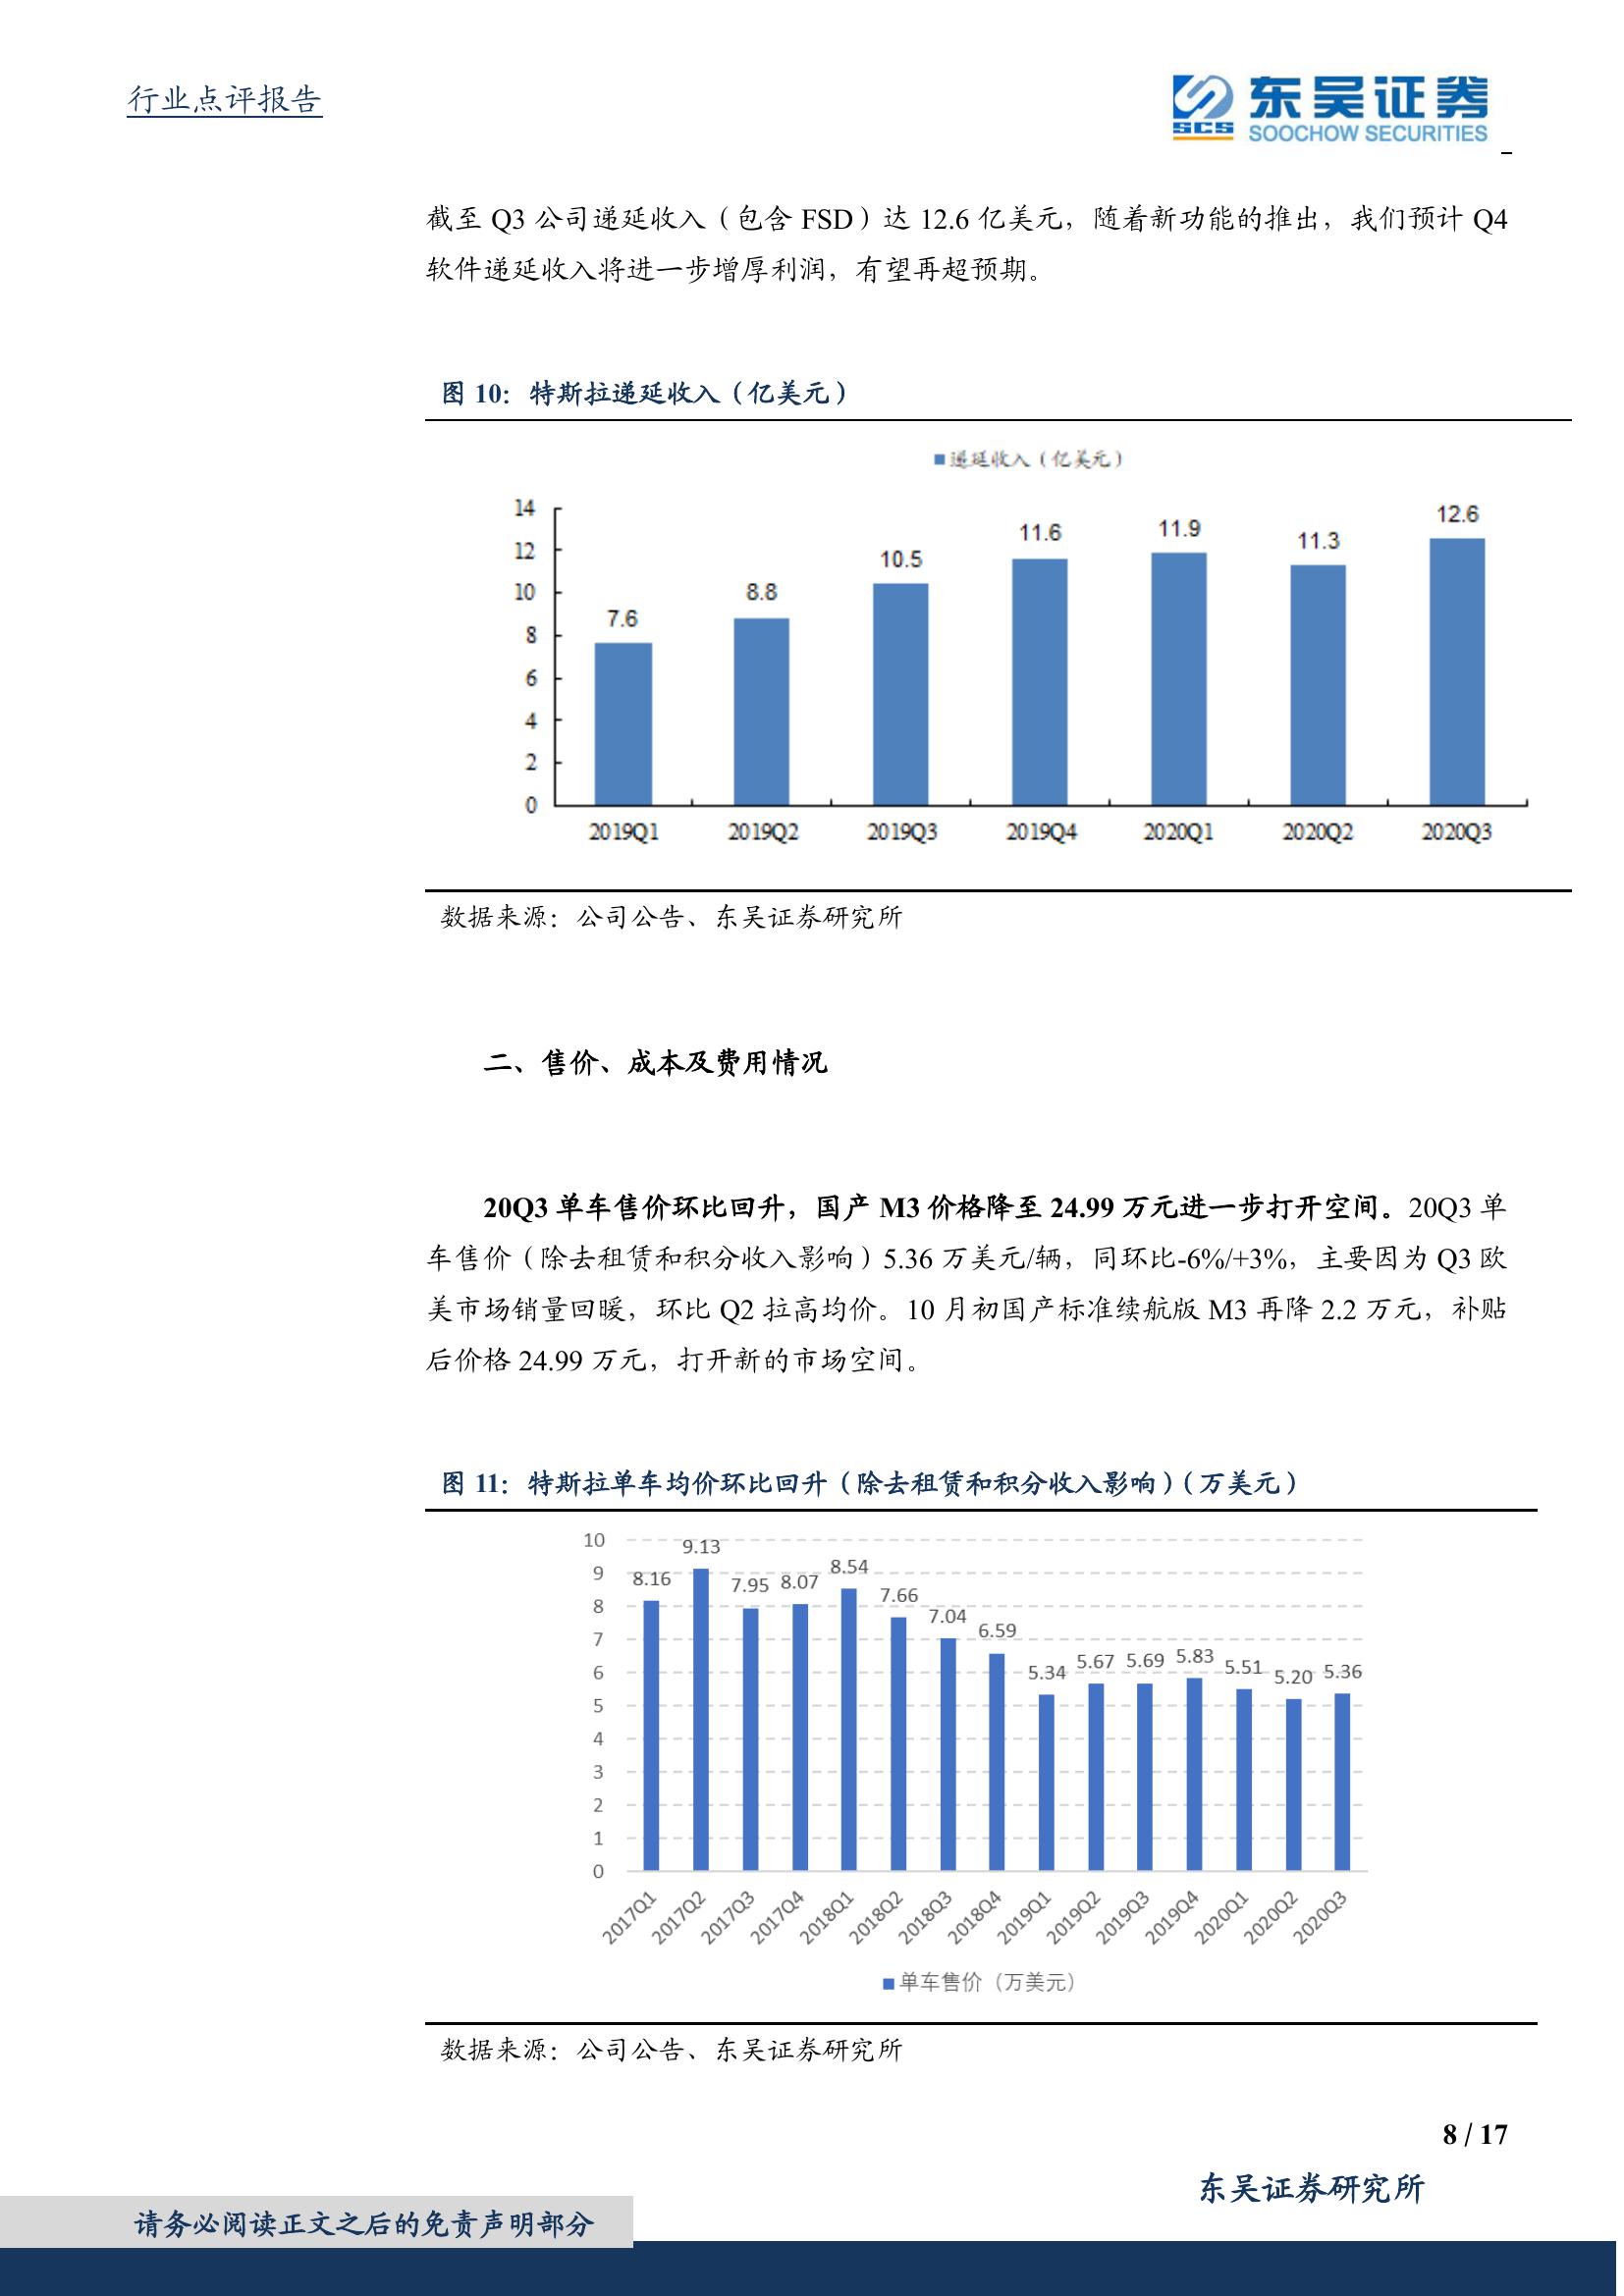 行业点评报告
SCS 东吴证券
SOOCHOW SECURITIES
截至 Q3 公司递延收入（包含 FSD）达 12.6 亿美元，随着新功能的推出，我们预计 Q4
软件递延收入将进一步增厚利润，有望再超预期。
图 10：特斯拉递延收入（亿美元）
递延收入（亿美元）
14
12
10
8
6
4
2
0
7.6
8.8
10.5
11.6
11.9
11.3
12.6
2019Q1 2019Q2 2019Q3 2019Q4 2020Q1 2020Q2 2020Q3
数据来源：公司公告、东吴证券研究所
二、售价、成本及费用情况
20Q3 单车售价环比回升，国产 M3 价格降至 24.99 万元进一步打开空间。20Q3 单
车售价（除去租赁和积分收入影响）5.36 万美元/辆，同环比-6%/+3%，主要因为 Q3 欧
美市场销量回暖，环比 Q2 拉高均价。10 月初国产标准续航版 M3 再降 2.2 万元，补贴
后价格 24.99 万元，打开新的市场空间。
图 11：特斯拉单车均价环比回升（除去租赁和积分收入影响）（万美元）
10
9
8
7
6
5
4
3
2
1
0
8.16
9.13
7.95
8.07
8.54
7.66
7.04
6.59
5.34
5.67
5.69
5.83
5.51
5.20
5.36
2017Q1 2017Q2 2017Q3 2017Q4 2018Q1 2018Q2 2018Q3 2018Q4 2019Q1 2019Q2 2019Q3 2019Q4 2020Q1 2020Q2 2020Q3
单车售价（万美元）
数据来源：公司公告、东吴证券研究所
8 / 17
东吴证券研究所
请务必阅读正文之后的免责声明部分